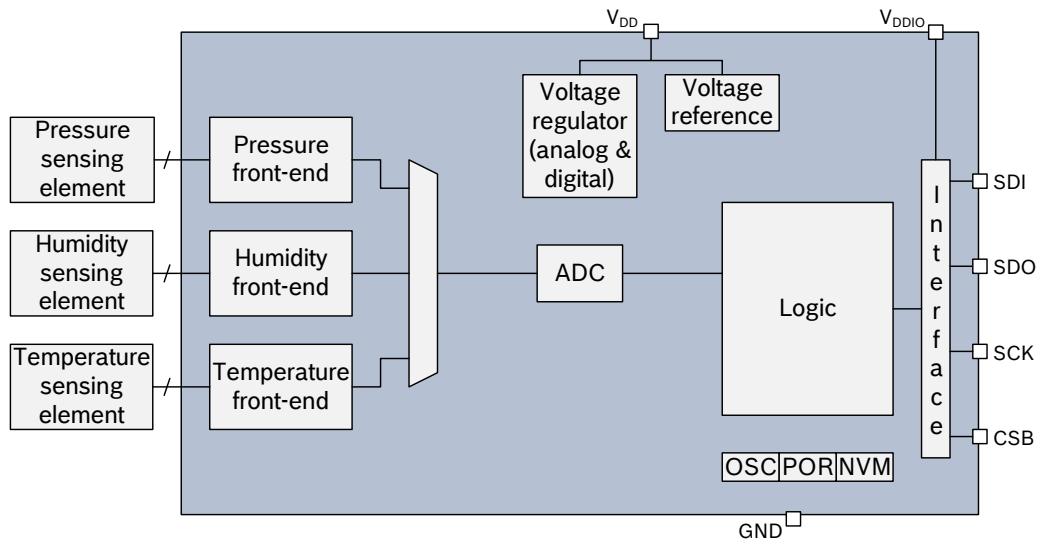 VDD
VDDIO
Voltage
regulator
(analog &
digital)
Voltage
reference
Pressure
sensing
element
Pressure
front-end
Humidity
sensing
element
Humidity
front-end
Temperature
sensing
element
Temperature
front-end
ADC
Logic
OSC POR NVM
Interface
SDI
SDO
SCK
CSB
GND